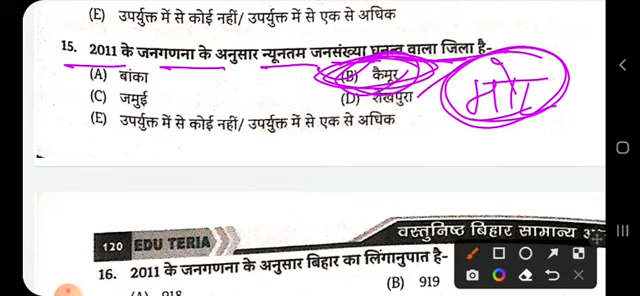 (E) उपर्युक्त में से कोई नहीं/ उपर्युक्त में से एक से अधिक
15. 2011 के जनगणना के अनुसार न्यूनतम जनसंख्या घनत्व वाला जिला है-
(A) बांका (B) कैमूर
(C) जमुई (D) शेखपुरा
(E) उपर्युक्त में से कोई नहीं/ उपर्युक्त में से एक से अधिक
120 EDU TERIA वस्तुनिष्ठ बिहार सामान्य
16. 2011 के जनगणना के अनुसार बिहार का लिंगानुपात है-
(A) 918 (B) 919